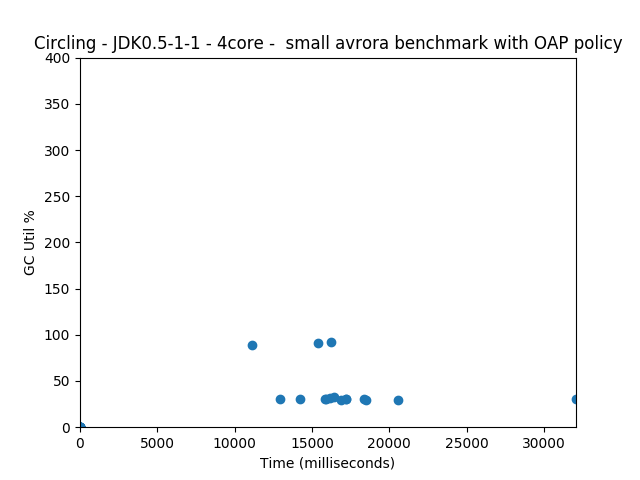 Circling - JDK0.5-1-1 - 4core -  small avrora benchmark with OAP policy
400
350
300
250
200
150
100
50
0
GC Util %
0 5000 10000 15000 20000 25000 30000
Time (milliseconds)